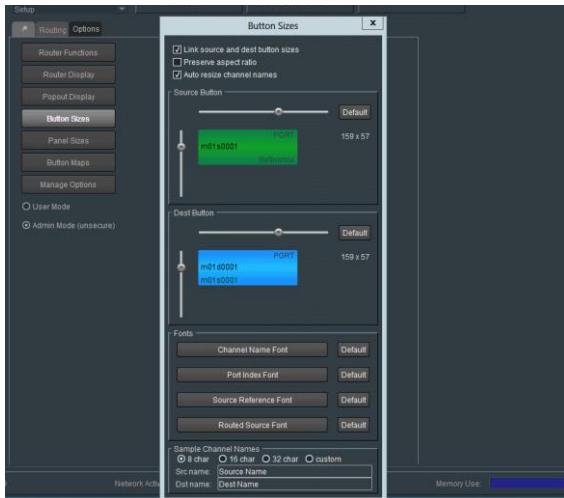 Setup
Routing Options
Router Functions
Router Display
Popout Display
Button Sizes
Panel Sizes
Button Maps
Manage Options
User Mode
Admin Mode (unsecure)
Button Sizes
x
Link source and dest button sizes
Preserve aspect ratio
Auto resize channel names
Source Button
Default
PORT
m01s0001
Reference
159 x 57
Dest Button
Default
PORT
m01d0001
m01s0001
159 x 57
Fonts
Channel Name Font Default
Port Index Font Default
Source Reference Font Default
Routed Source Font Default
Sample Channel Names
8 char 16 char 32 char custom
Src name: Source Name
Dst name: Dest Name
Network Activ
Memory Use: